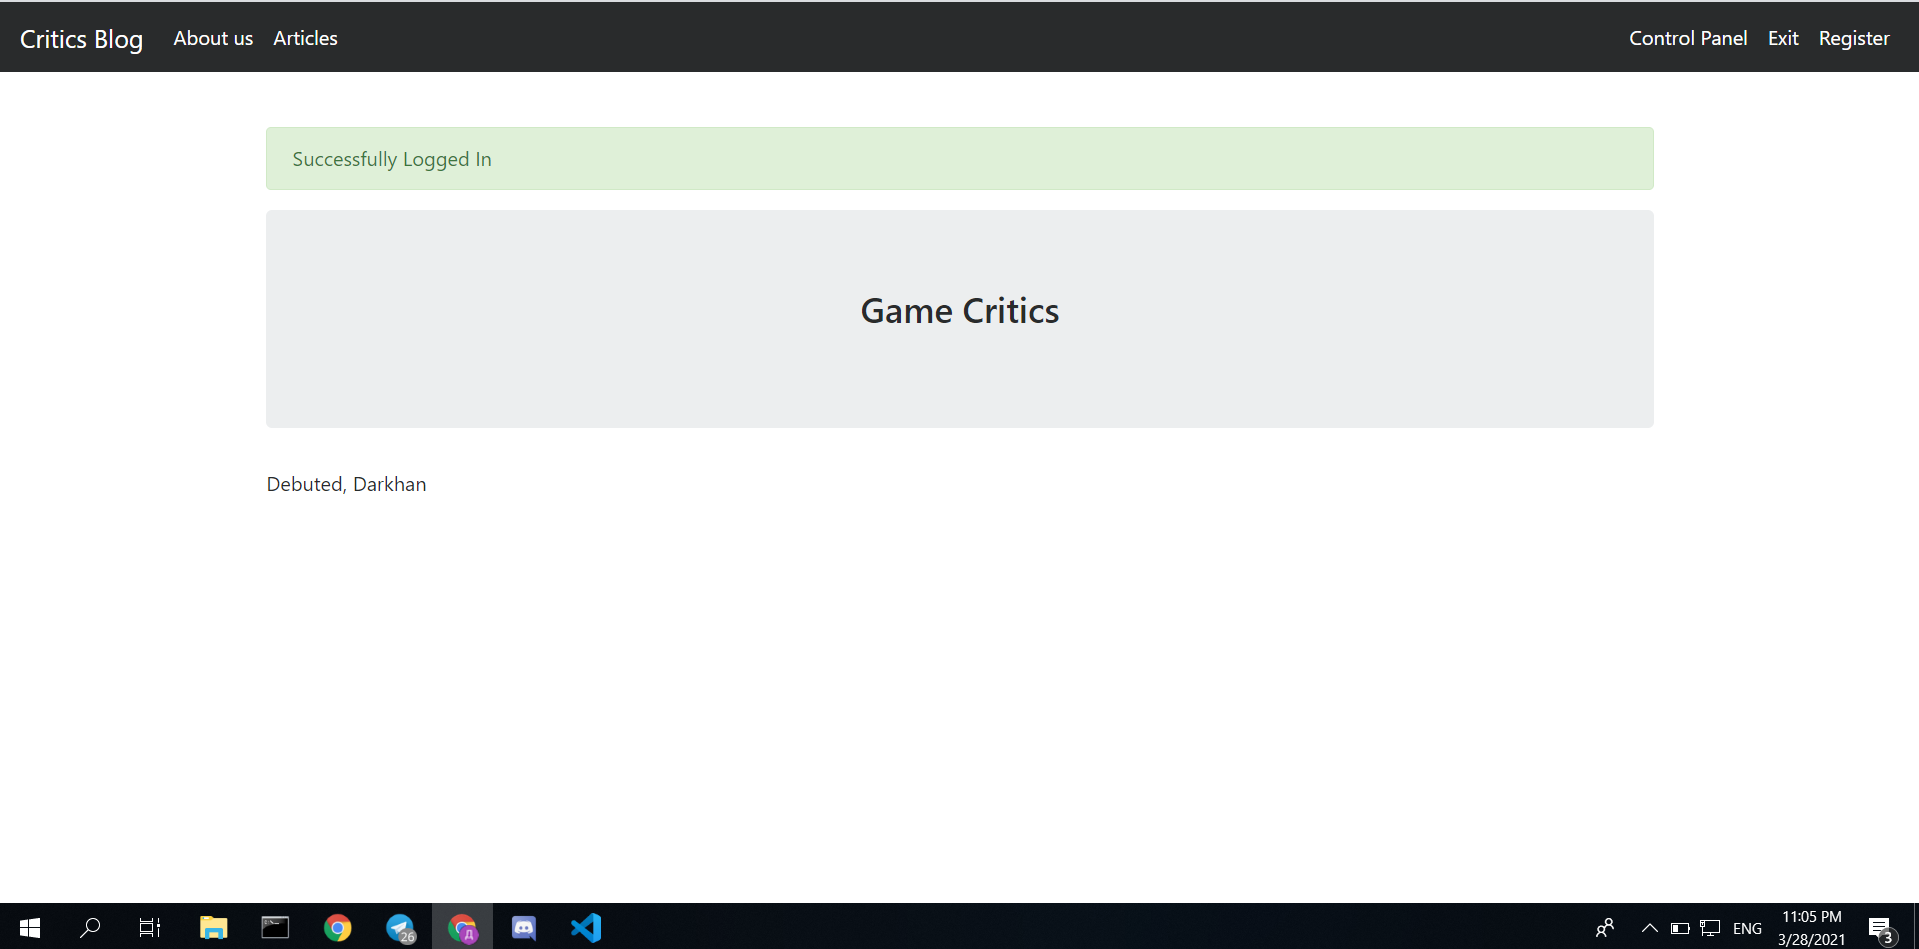 Critics Blog About us Articles Control Panel Exit Register
Successfully Logged In
Game Critics
Debuted, Darkhan
26 Д ENG 11:05 PM 3
3/28/2021